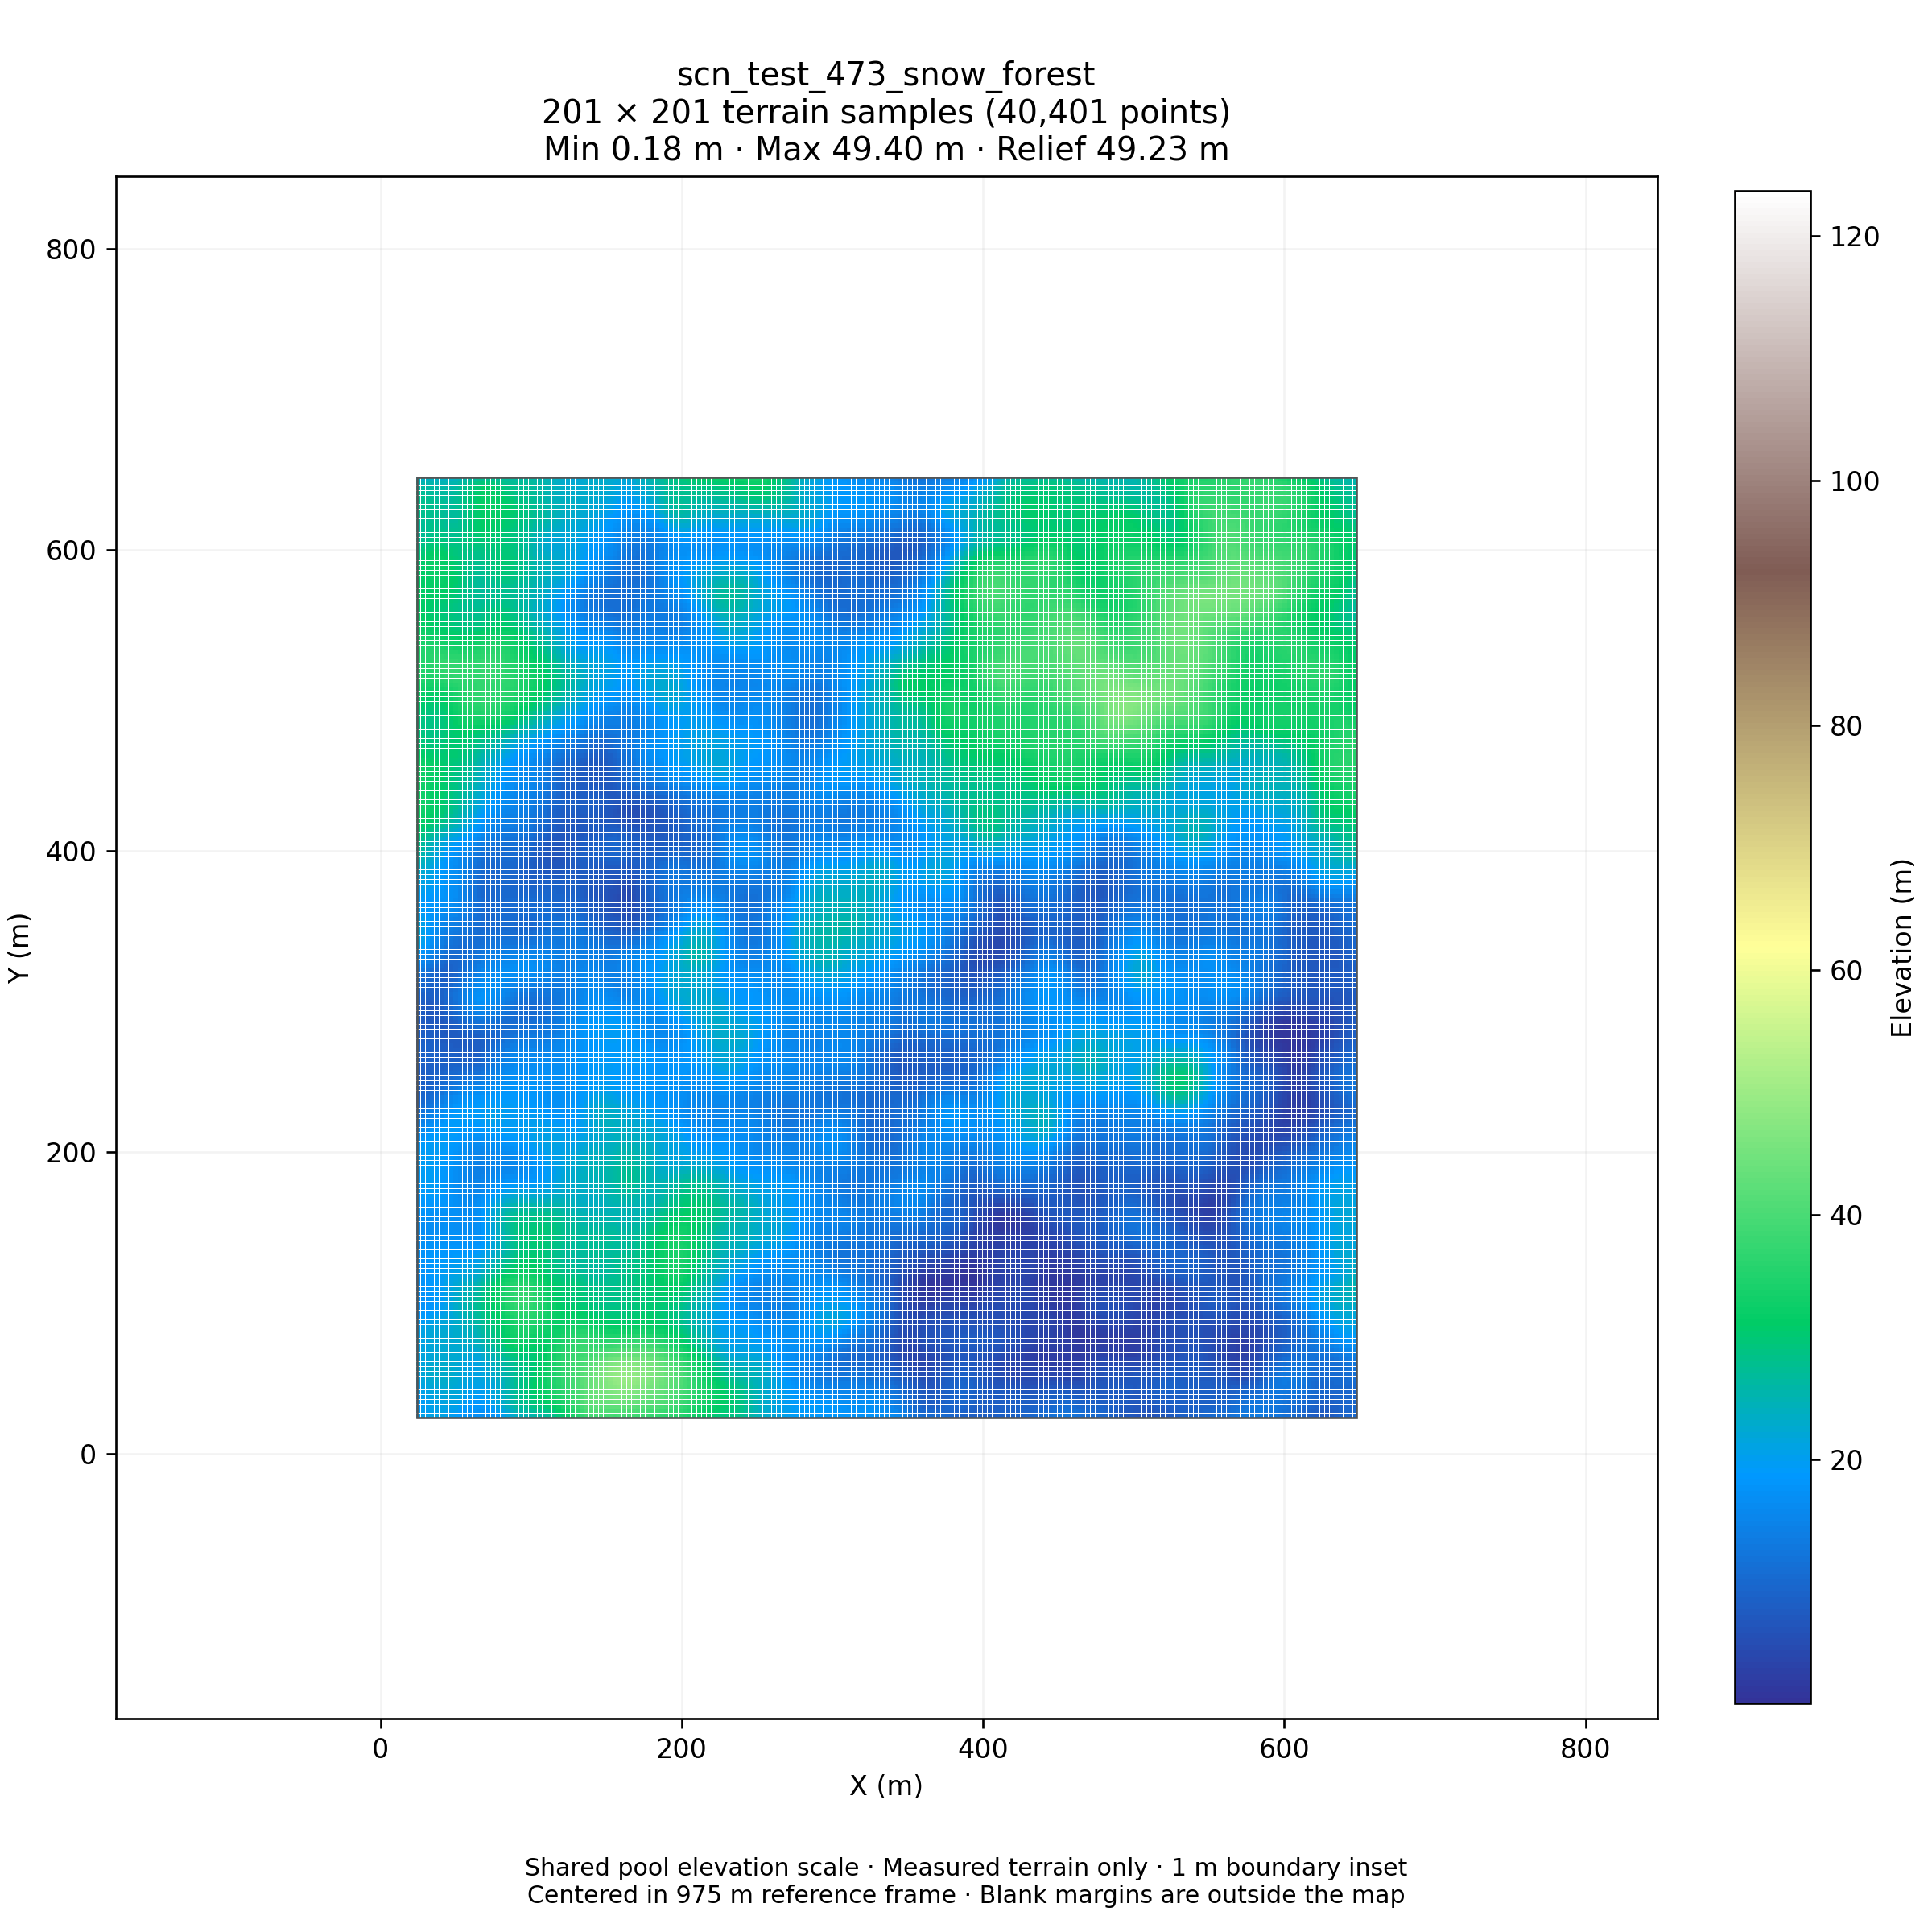 scn_test_473_snow_forest
201 × 201 terrain samples (40,401 points)
Min 0.18 m · Max 49.40 m · Relief 49.23 m
800
600
400
200
0
Y (m)
0
200
400
600
800
X (m)
120
100
80
60
40
20
Elevation (m)
Shared pool elevation scale · Measured terrain only · 1 m boundary inset
Centered in 975 m reference frame · Blank margins are outside the map